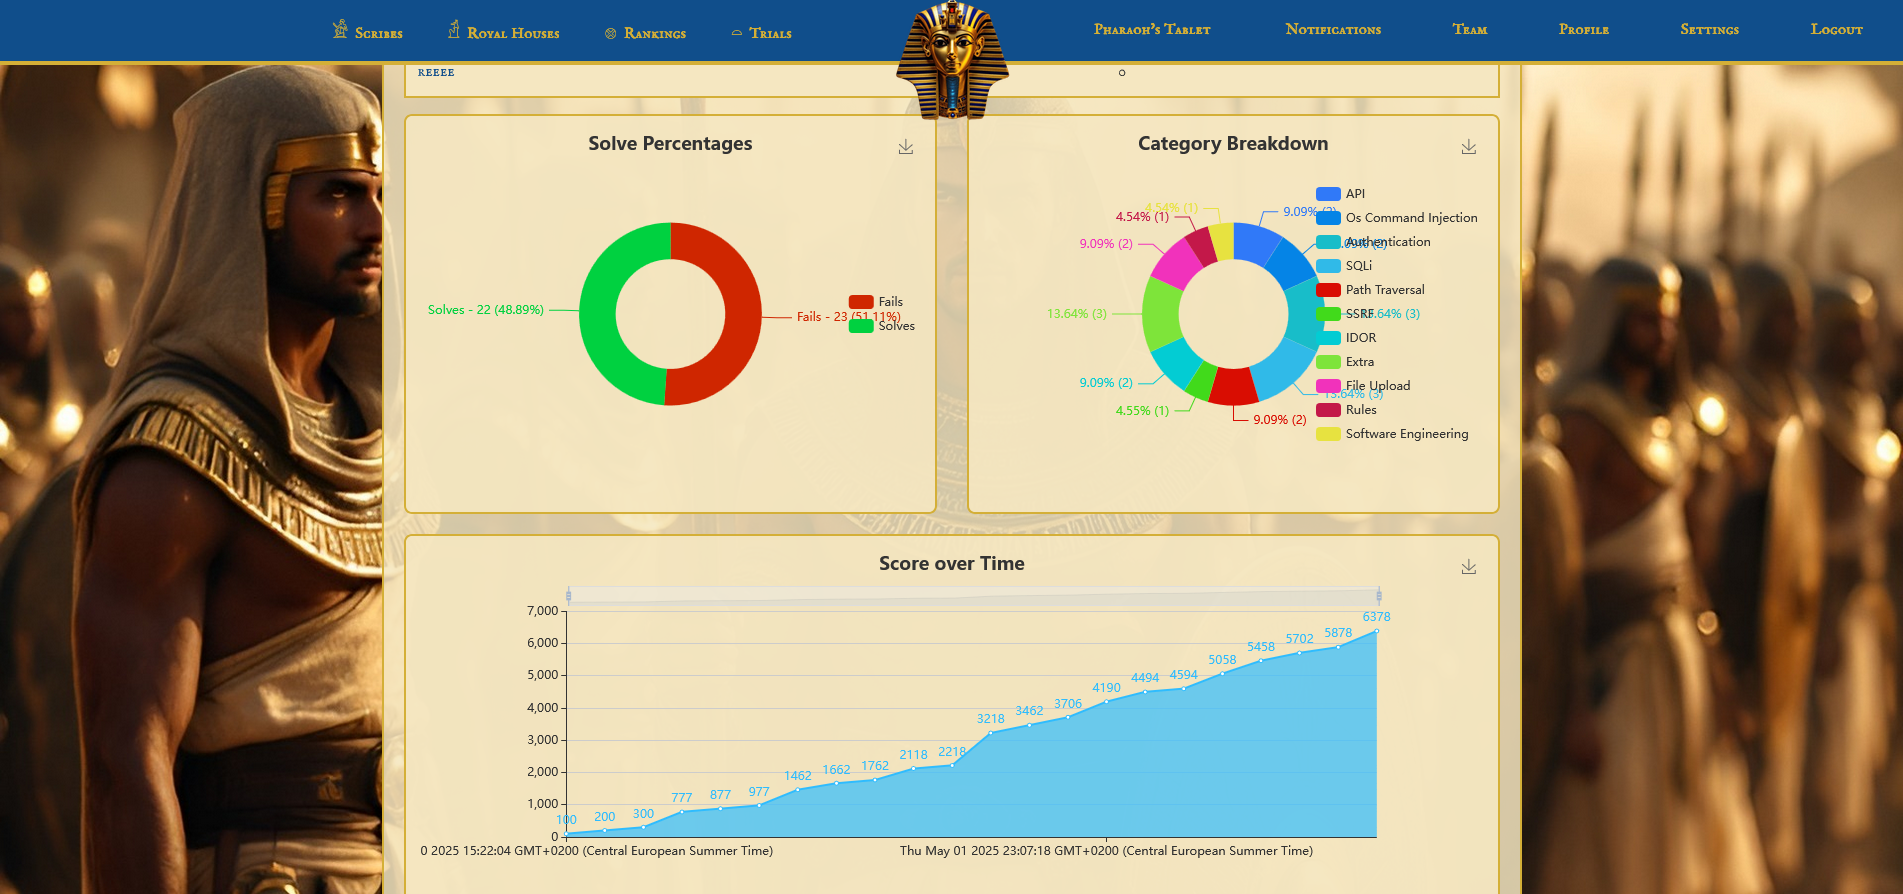 Scribes Royal Houses Rankings Trials Pharaoh's Tablet Notifications Team Profile Settings Logout
REEEE
Solve Percentages
Solves - 22 (48.89%)
Fails - 23 (51.11%)
Fails
Solves
Category Breakdown
4.54% (1)
4.54% (1)
9.09% (2)
9.09% (2)
13.64% (3)
13.64% (3)
9.09% (2)
13.64% (3)
4.55% (1)
9.09% (2)
API
Os Command Injection
Authentication
SQLi
Path Traversal
SSRF
IDOR
Extra
File Upload
Rules
Software Engineering
Score over Time
7,000
6,000
5,000
4,000
3,000
2,000
1,000
0
100 200 300 777 877 977 1462 1662 1762 2118 2218 3218 3462 3706 4190 4494 4594 5058 5458 5702 5878 6378
0 2025 15:22:04 GMT+0200 (Central European Summer Time)
Thu May 01 2025 23:07:18 GMT+0200 (Central European Summer Time)